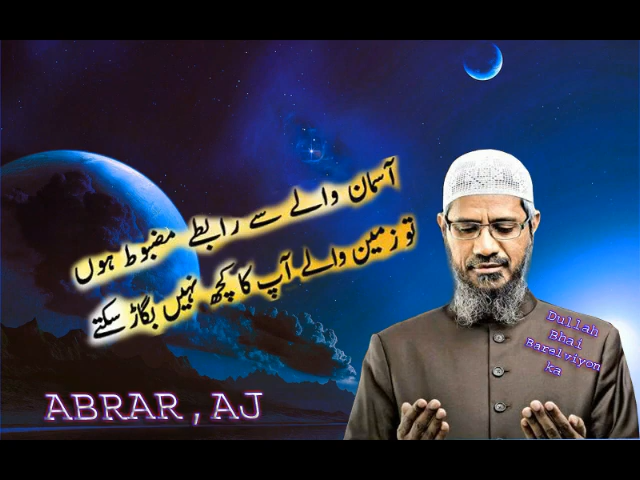 آسمان والے سے رابطے مضبوط ہوں
تو زمین والے آپ کا کچھ نہیں بگاڑ سکتے
Dullah
Bhai
Baralviyon
ka
ABRAR,AJ